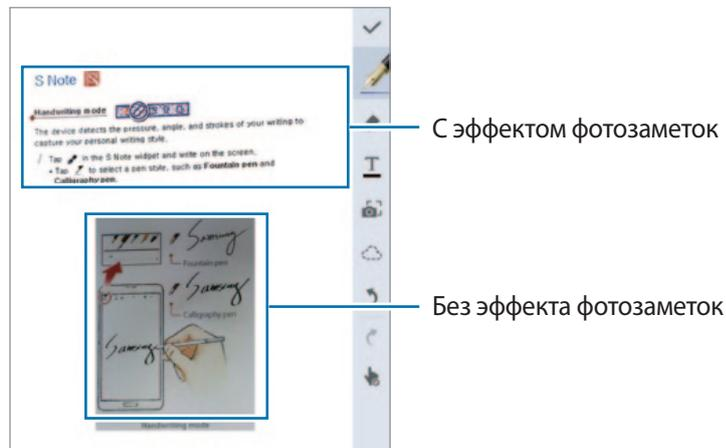 S Note
Handwriting mode
The device detects the pressure, angle, and strokes of your writing to
capture your personal writing style.
Tap in the S Note widget and write on the screen.
• Tap to select a pen style, such as Fountain pen and
Calligraphy pen.
С эффектом фотозаметок
T
Samsung
Fountain pen
Samsung
Calligraphy pen
Без эффекта фотозаметок
Samsung
Handwriting mode